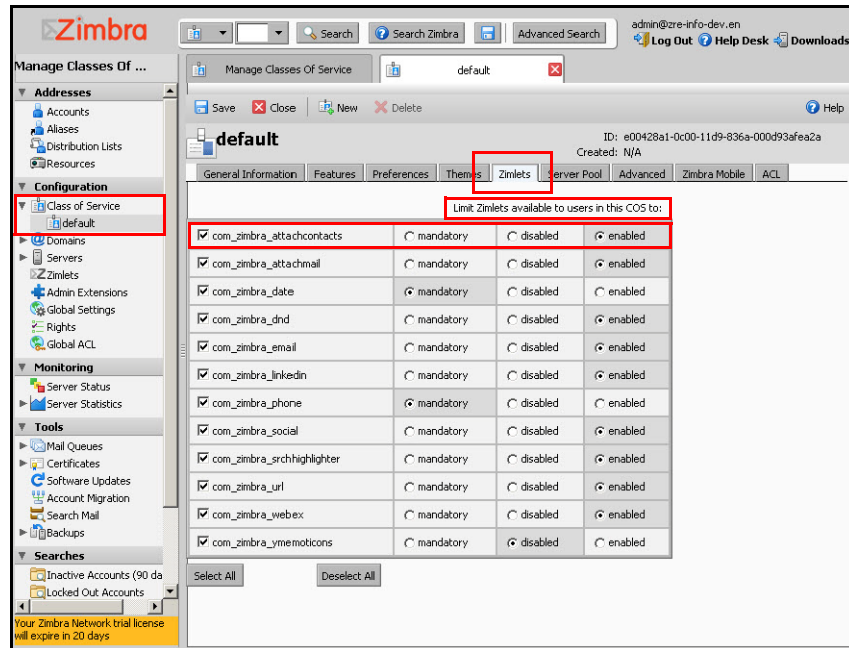 Zimbra
Search
Search Zimbra
Advanced Search
admin@zre-info-dev.en
Log Out Help Desk Downloads
Manage Classes Of ...
Manage Classes Of Service
default
Addresses
Accounts
Aliases
Distribution Lists
Resources
Configuration
Class of Service
default
Domains
Servers
Zimlets
Admin Extensions
Global Settings
Rights
Global ACL
Monitoring
Server Status
Server Statistics
Tools
Mail Queues
Certificates
Software Updates
Account Migration
Search Mail
Backups
Searches
Inactive Accounts (90 da
Locked Out Accounts
Your Zimbra Network trial license
will expire in 20 days
Save Close New Delete Help
default
ID: e00428a1-0c00-11d9-836a-000d93afea2a
Created: N/A
General Information Features Preferences Themes Zimlets Server Pool Advanced Zimbra Mobile ACL
Limit Zimlets available to users in this COS to:
com_zimbra_attachcontacts mandatory disabled enabled
com_zimbra_attachmail mandatory disabled enabled
com_zimbra_date mandatory disabled enabled
com_zimbra_dnd mandatory disabled enabled
com_zimbra_email mandatory disabled enabled
com_zimbra_linkedin mandatory disabled enabled
com_zimbra_phone mandatory disabled enabled
com_zimbra_social mandatory disabled enabled
com_zimbra_srchhighlighter mandatory disabled enabled
com_zimbra_url mandatory disabled enabled
com_zimbra_webex mandatory disabled enabled
com_zimbra_ymemoticons mandatory disabled enabled
Select All Deselect All